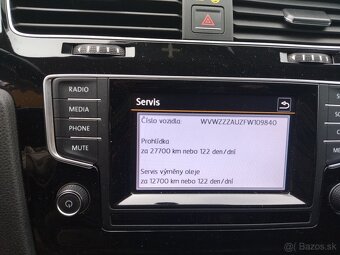 RADIO
MEDIA
PHONE
MUTE
Servis
Číslo vozidla: WVWZZZAUZFW109840
Prohlídka
za 27700 km nebo 122 den/dní
Servis výměny oleje
za 12700 km nebo 122 den/dní
S
bazos.sk